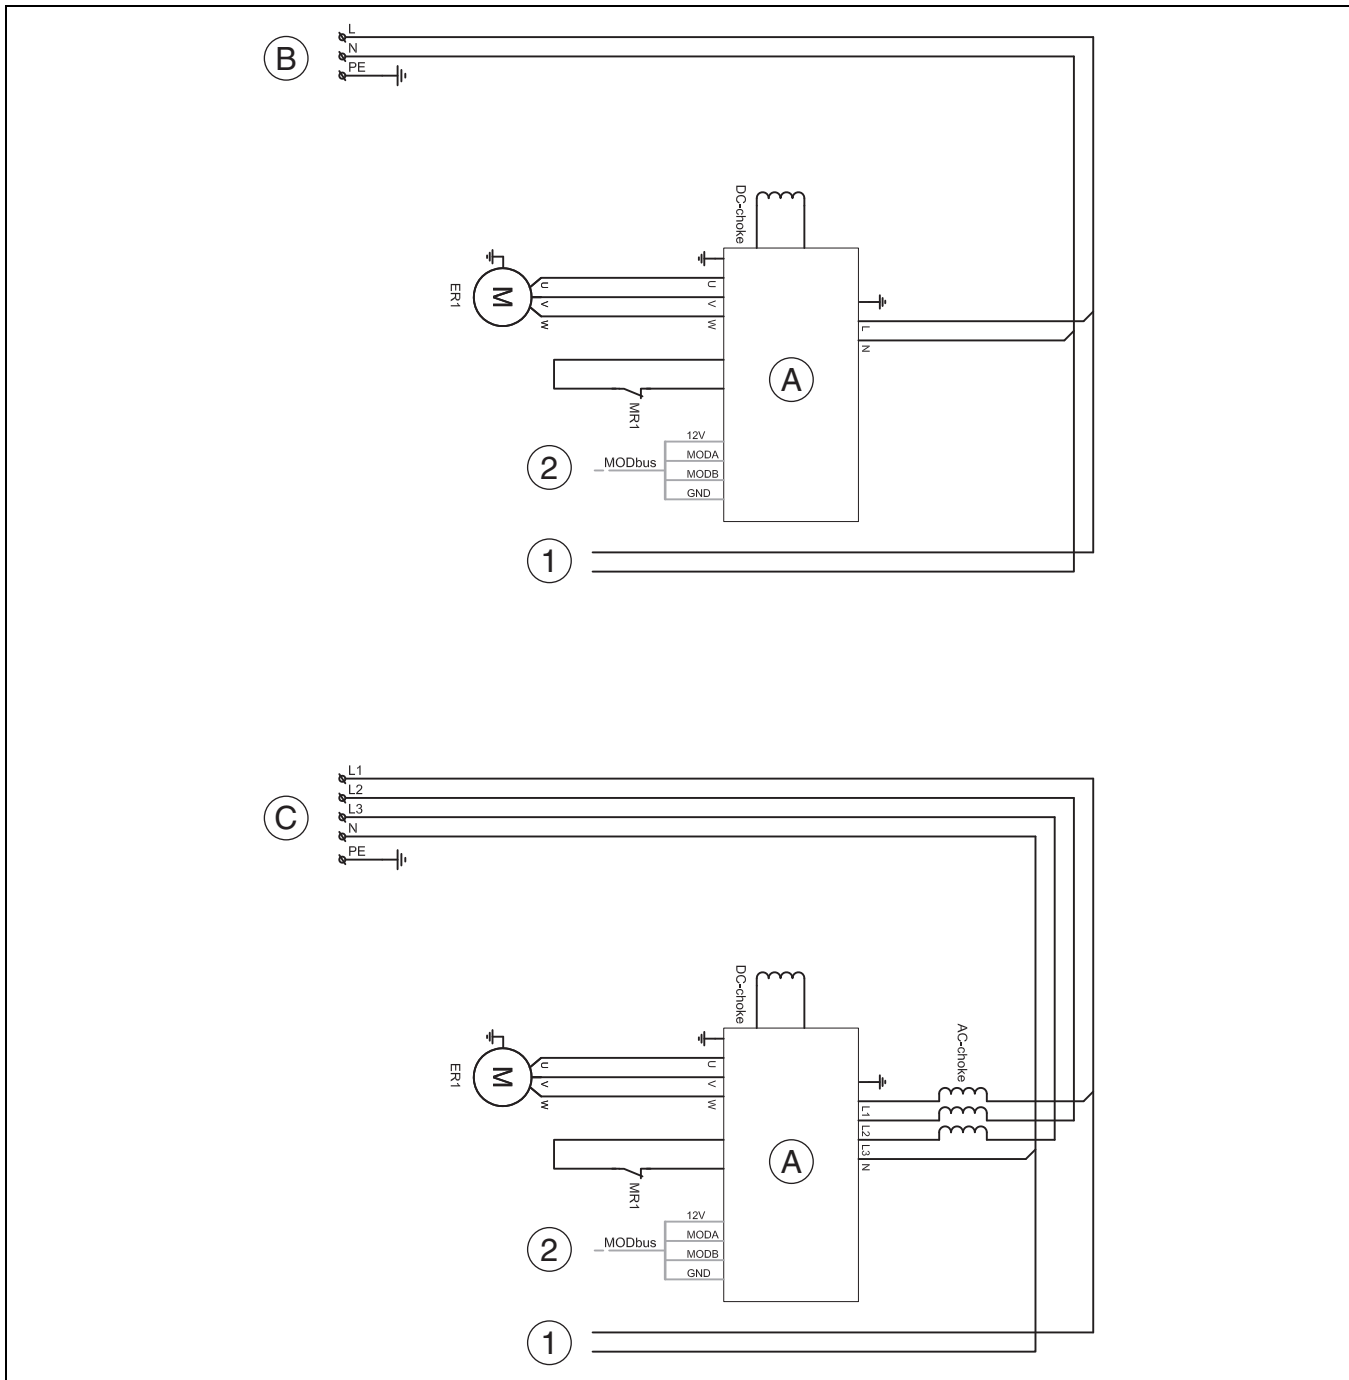 B
L
N
PE
DC-choke
ER1
M
U
V
W
U
V
W
L
N
A
MR1
2
MODbus
12V
MODA
MODB
GND
1
C
L1
L2
L3
N
PE
DC-choke
AC-choke
ER1
M
U
V
W
U
V
W
L1
L2
L3
N
A
MR1
2
MODbus
12V
MODA
MODB
GND
1